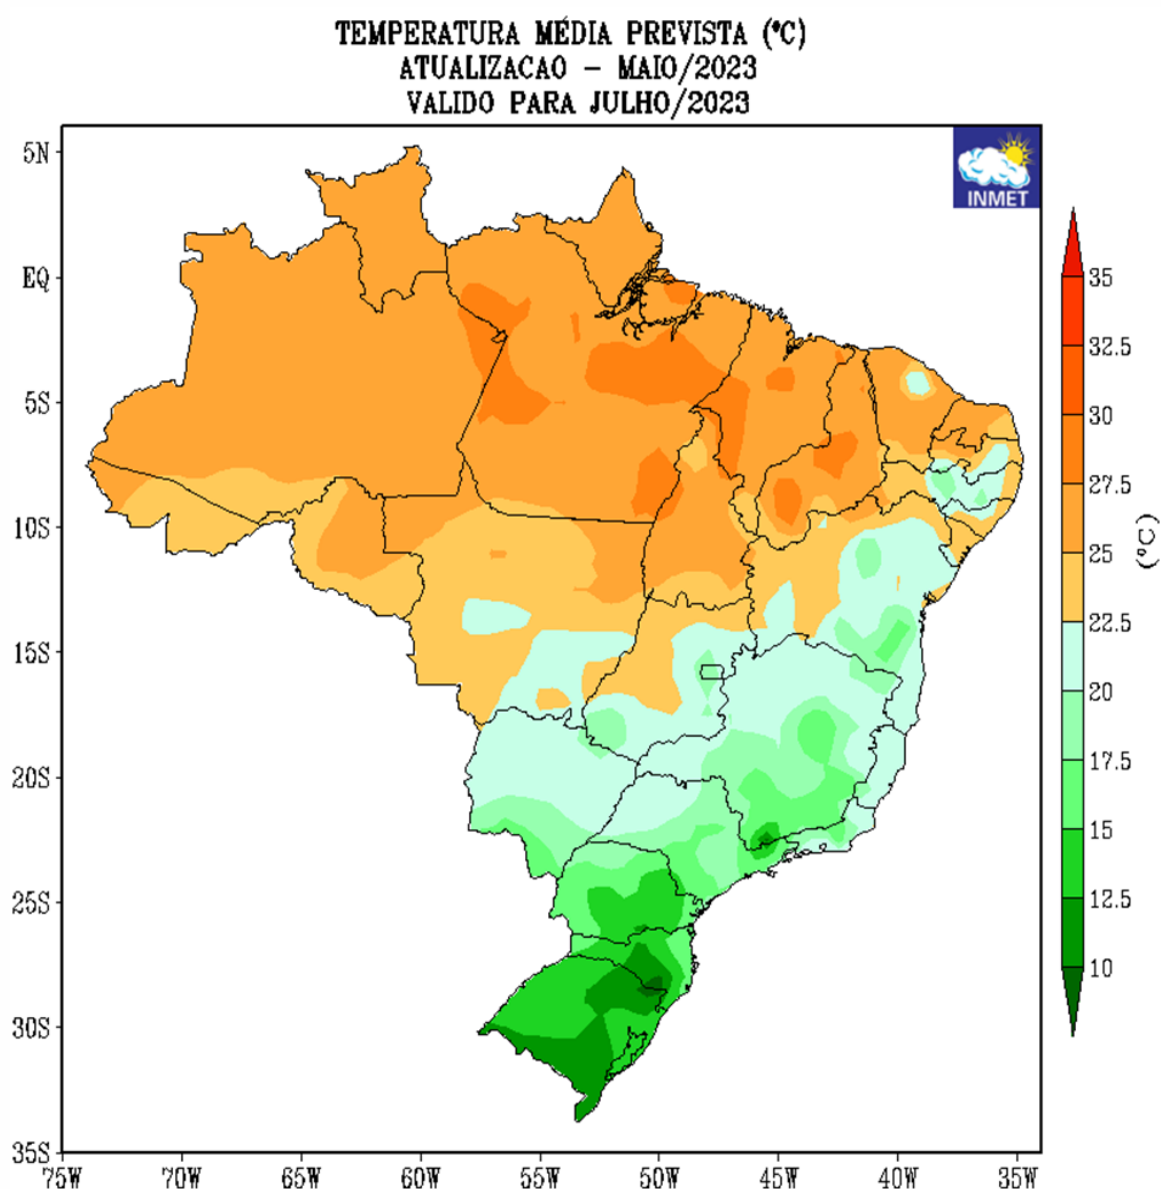 TEMPERATURA MÉDIA PREVISTA (°C)
ATUALIZACAO – MAIO/2023
VALIDO PARA JULHO/2023
INMET
5N
EQ
5S
10S
15S
20S
25S
30S
35S
75W
70W
65W
60W
55W
50W
45W
40W
35W
35
32.5
30
27.5
25
22.5
20
17.5
15
12.5
10
(°C)